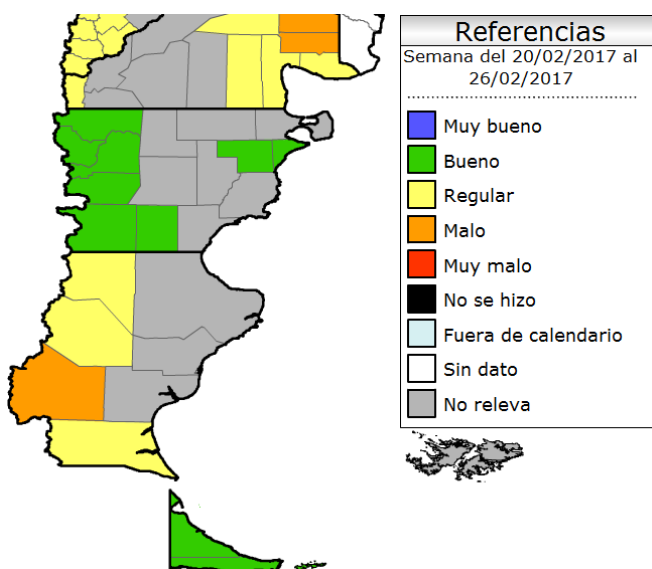 Referencias
Semana del 20/02/2017 al
26/02/2017
Muy bueno
Bueno
Regular
Malo
Muy malo
No se hizo
Fuera de calendario
Sin dato
No releva